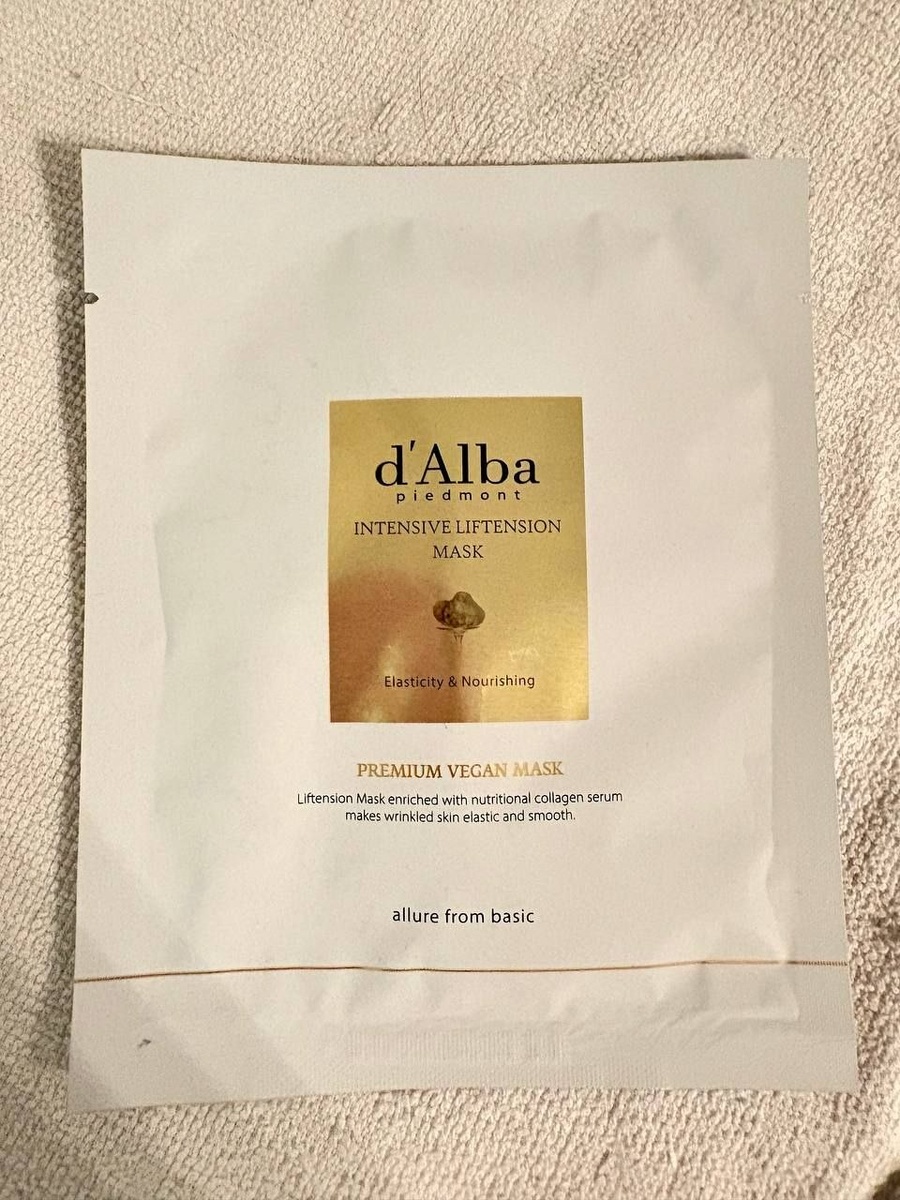 d'Alba
piedmont
INTENSIVE LIFTENSION
MASK
Elasticity & Nourishing
PREMIUM VEGAN MASK
Liftension Mask enriched with nutritional collagen serum
makes wrinkled skin elastic and smooth.
allure from basic